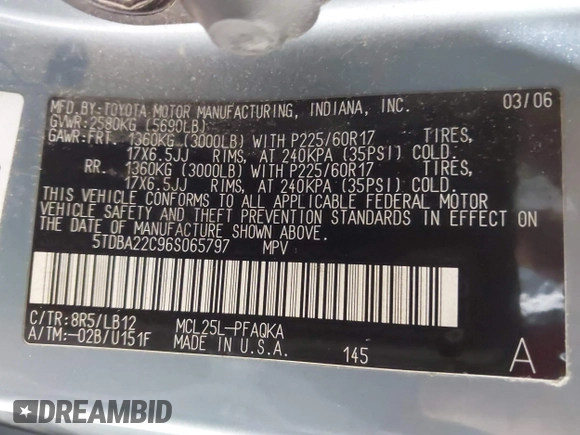 MFD.BY:TOYOTA MOTOR MANUFACTURING, INDIANA, INC. 03/06
GVWR:2580KG (5690LB)
GAWR:FRT. 1360KG (3000LB) WITH P225/60R17 TIRES,
17X6.5JJ RIMS, AT 240KPA (35PSI) COLD.
RR. 1360KG (3000LB) WITH P225/60R17 TIRES,
17X6.5JJ RIMS, AT 240KPA (35PSI) COLD.
THIS VEHICLE CONFORMS TO ALL APPLICABLE FEDERAL MOTOR
VEHICLE SAFETY AND THEFT PREVENTION STANDARDS IN EFFECT ON
THE DATE OF MANUFACTURE SHOWN ABOVE.
5TDBA22C96S065797 MPV
C/TR:8R5/LB12 MCL25L-PFAQKA
A/TM:-02B/U151F MADE IN U.S.A. 145 A
DREAMBID